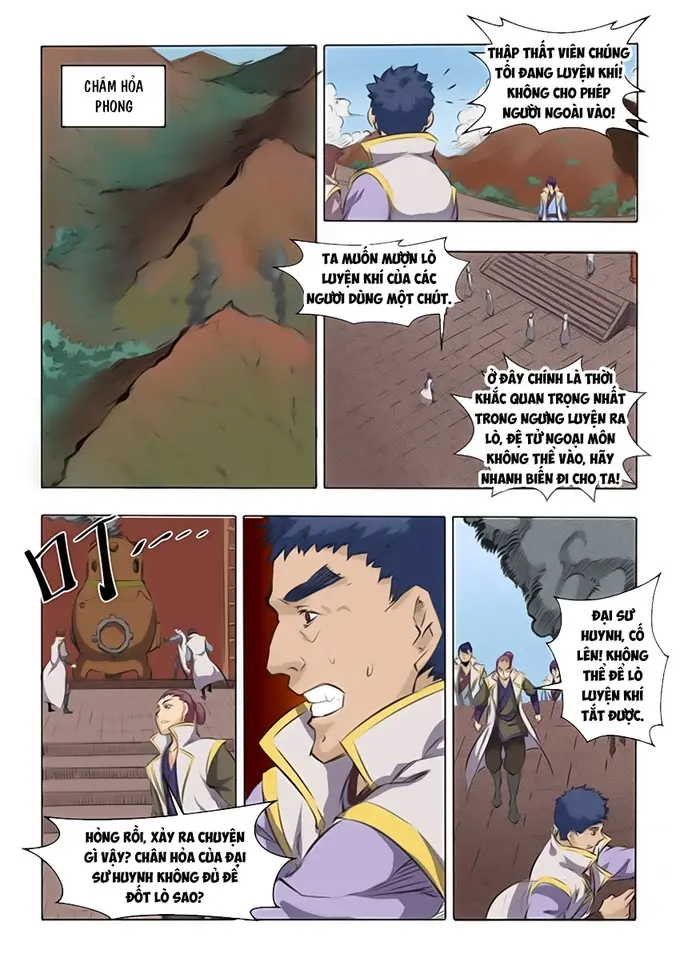 CHÁM HỎA
PHONG
THẬP THẤT VIÊN CHÚNG
TÔI ĐANG LUYỆN KHÍ!
KHÔNG CHO PHÉP
NGƯỜI NGOÀI VÀO!
TA MUỐN MƯỢN LÒ
LUYỆN KHÍ CỦA CÁC
NGƯƠI DÙNG MỘT CHÚT.
Ở ĐÂY CHÍNH LÀ THỜI
KHẮC QUAN TRỌNG NHẤT
TRONG NGƯNG LUYỆN RA
LÒ, ĐỆ TỬ NGOẠI MÔN
KHÔNG THỂ VÀO, HÃY
NHANH BIẾN ĐI CHO TA!
叮
HỎNG RỒI, XẢY RA CHUYỆN
GÌ VẬY? CHÂN HỎA CỦA ĐẠI
SƯ HUYNH KHÔNG ĐỦ ĐỂ
ĐỐT LÒ SAO?
ĐẠI SƯ
HUYNH, CỐ
LÊN! KHÔNG
THỂ ĐỂ LÒ
LUYỆN KHÍ
TẮT ĐƯỢC.